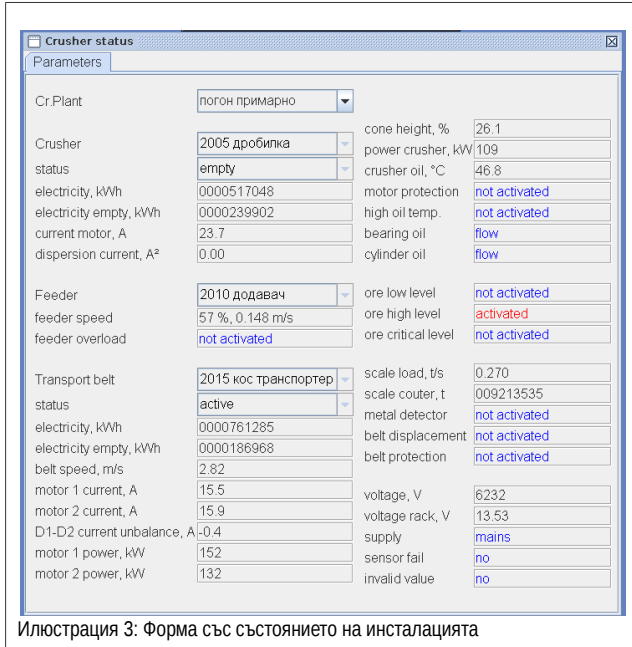 Crusher status
Parameters
Cr.Plant погон примарно
Crusher 2005 дробилка
status empty
electricity, kWh 0000517048
electricity empty, kWh 0000239902
current motor, A 23.7
dispersion current, A² 0.00
Feeder 2010 додавач
feeder speed 57 %, 0.148 m/s
feeder overload not activated
Transport belt 2015 кос транспортер
status active
electricity, kWh 0000761285
electricity empty, kWh 0000186968
belt speed, m/s 2.82
motor 1 current, A 15.5
motor 2 current, A 15.9
D1-D2 current unbalance, A -0.4
motor 1 power, kW 152
motor 2 power, kW 132
cone height, % 26.1
power crusher, kW 109
crusher oil, °C 46.8
motor protection not activated
high oil temp. not activated
bearing oil flow
cylinder oil flow
ore low level not activated
ore high level activated
ore critical level not activated
scale load, t/s 0.270
scale couter, t 009213535
metal detector not activated
belt displacement not activated
belt protection not activated
voltage, V 6232
voltage rack, V 13.53
supply mains
sensor fail no
invalid value no
Илюстрация 3: Форма със състоянието на инсталацията